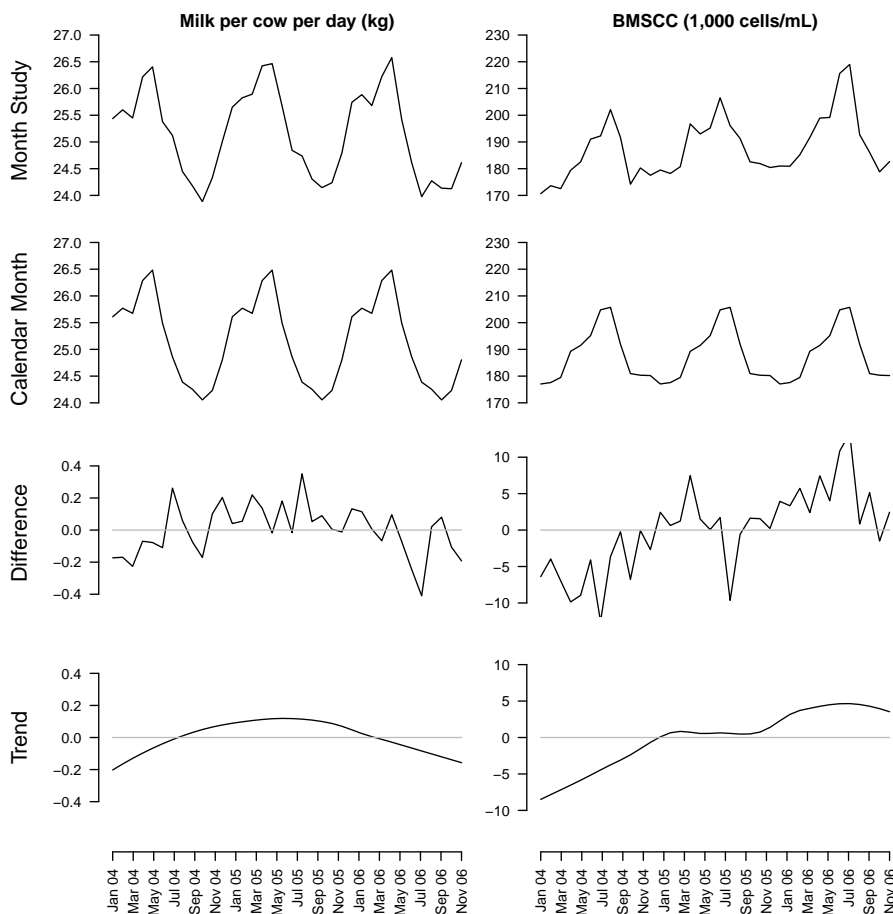 Milk per cow per day (kg)
BMSCC (1,000 cells/mL)
Month Study
27.0
26.5
26.0
25.5
25.0
24.5
24.0
230
220
210
200
190
180
170
Calendar Month
27.0
26.5
26.0
25.5
25.0
24.5
24.0
230
220
210
200
190
180
170
Difference
0.4
0.2
0.0
−0.2
−0.4
10
5
0
−5
−10
Trend
0.4
0.2
0.0
−0.2
−0.4
10
5
0
−5
−10
Jan 04
Mar 04
May 04
Jul 04
Sep 04
Nov 04
Jan 05
Mar 05
May 05
Jul 05
Sep 05
Nov 05
Jan 06
Mar 06
May 06
Jul 06
Sep 06
Nov 06
Jan 04
Mar 04
May 04
Jul 04
Sep 04
Nov 04
Jan 05
Mar 05
May 05
Jul 05
Sep 05
Nov 05
Jan 06
Mar 06
May 06
Jul 06
Sep 06
Nov 06